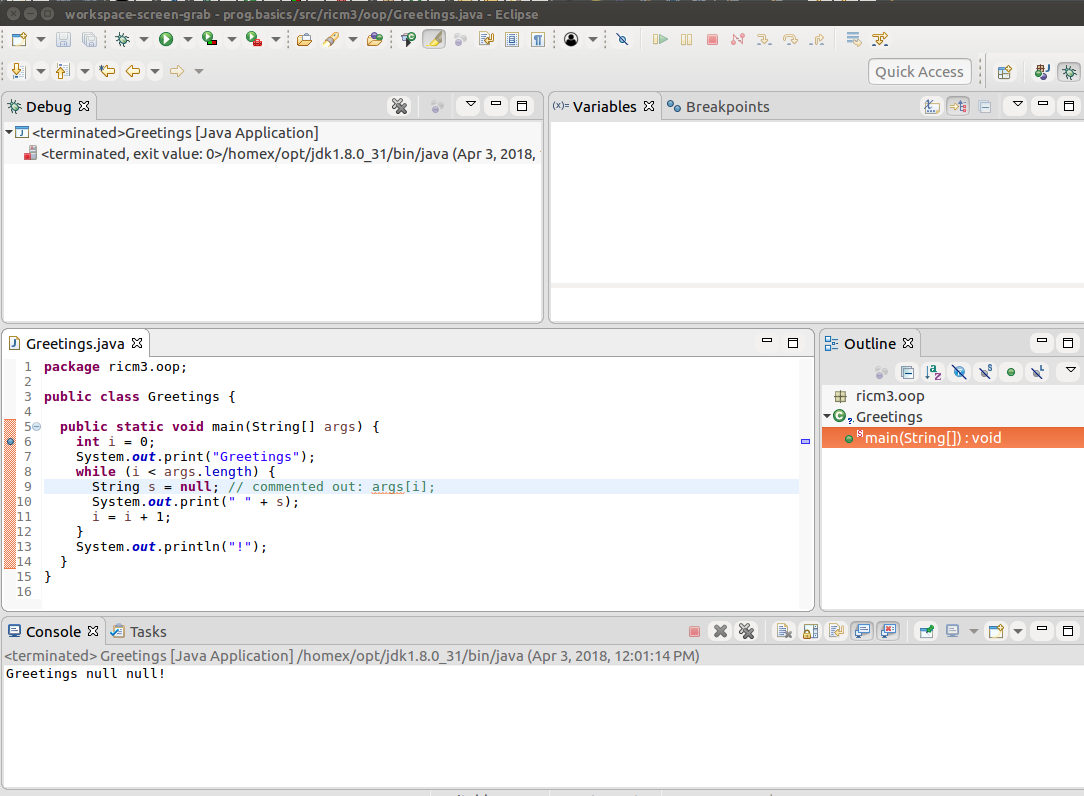 workspace-screen-grab - prog.basics/src/ricm3/oop/Greetings.java - Eclipse
Quick Access
Debug
<terminated>Greetings [Java Application]
<terminated, exit value: 0>/homex/opt/jdk1.8.0_31/bin/java (Apr 3, 2018,
(x)= Variables
Breakpoints
Greetings.java
1 package ricm3.oop;
2
3 public class Greetings {
4
5 public static void main(String[] args) {
6 int i = 0;
7 System.out.print("Greetings");
8 while (i < args.length) {
9 String s = null; // commented out: args[i];
10 System.out.print(" " + s);
11 i = i + 1;
12 }
13 System.out.println("!");
14 }
15 }
16
Outline
ricm3.oop
Greetings
main(String[]) : void
Console
Tasks
<terminated> Greetings [Java Application] /homex/opt/jdk1.8.0_31/bin/java (Apr 3, 2018, 12:01:14 PM)
Greetings null null!